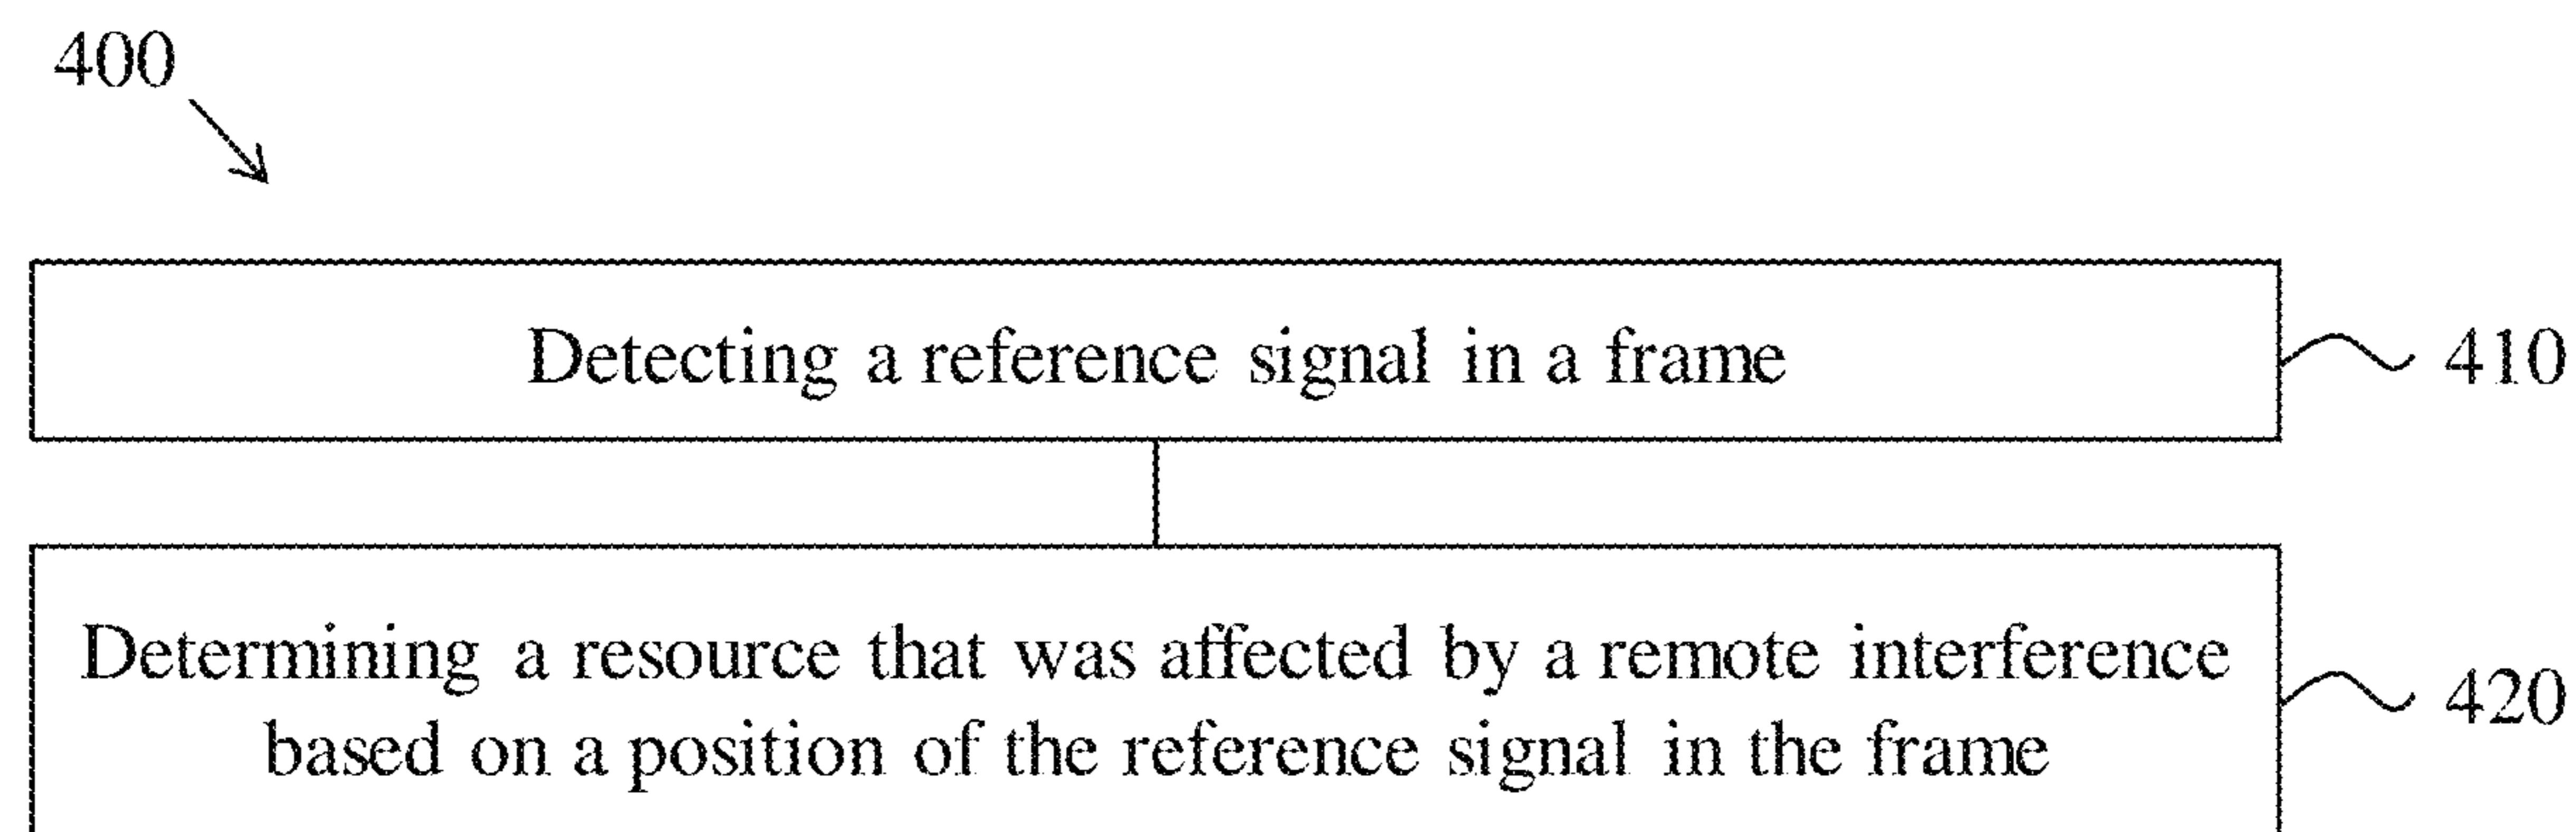 400
Detecting a reference signal in a frame
410
Determining a resource that was affected by a remote interference
based on a position of the reference signal in the frame
420